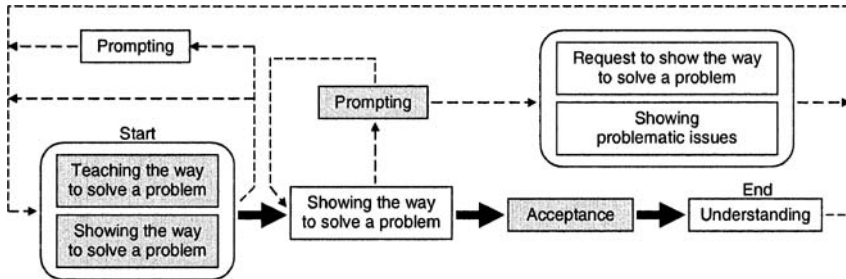 Prompting
Request to show the way
to solve a problem
Prompting
Showing
problematic issues
Start
Teaching the way
to solve a problem
Showing the way
to solve a problem
Showing the way
to solve a problem
Acceptance
End
Understanding